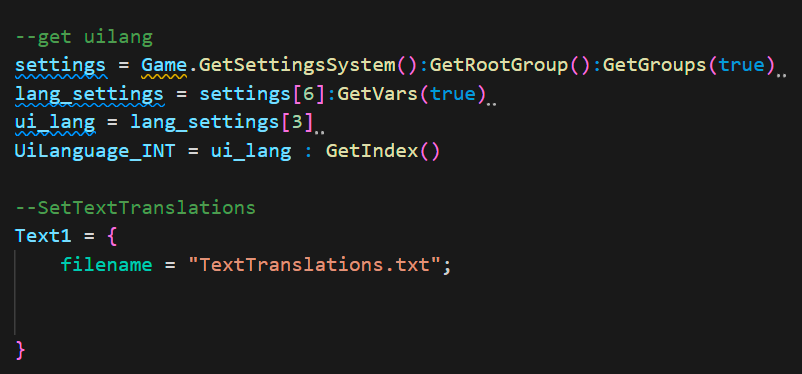 --get uilang
settings = Game.GetSettingsSystem():GetRootGroup():GetGroups(true)
lang_settings = settings[6]:GetVars(true)
ui_lang = lang_settings[3]
UiLanguage_INT = ui_lang : GetIndex()
--SetTextTranslations
Text1 = {
filename = "TextTranslations.txt";
}